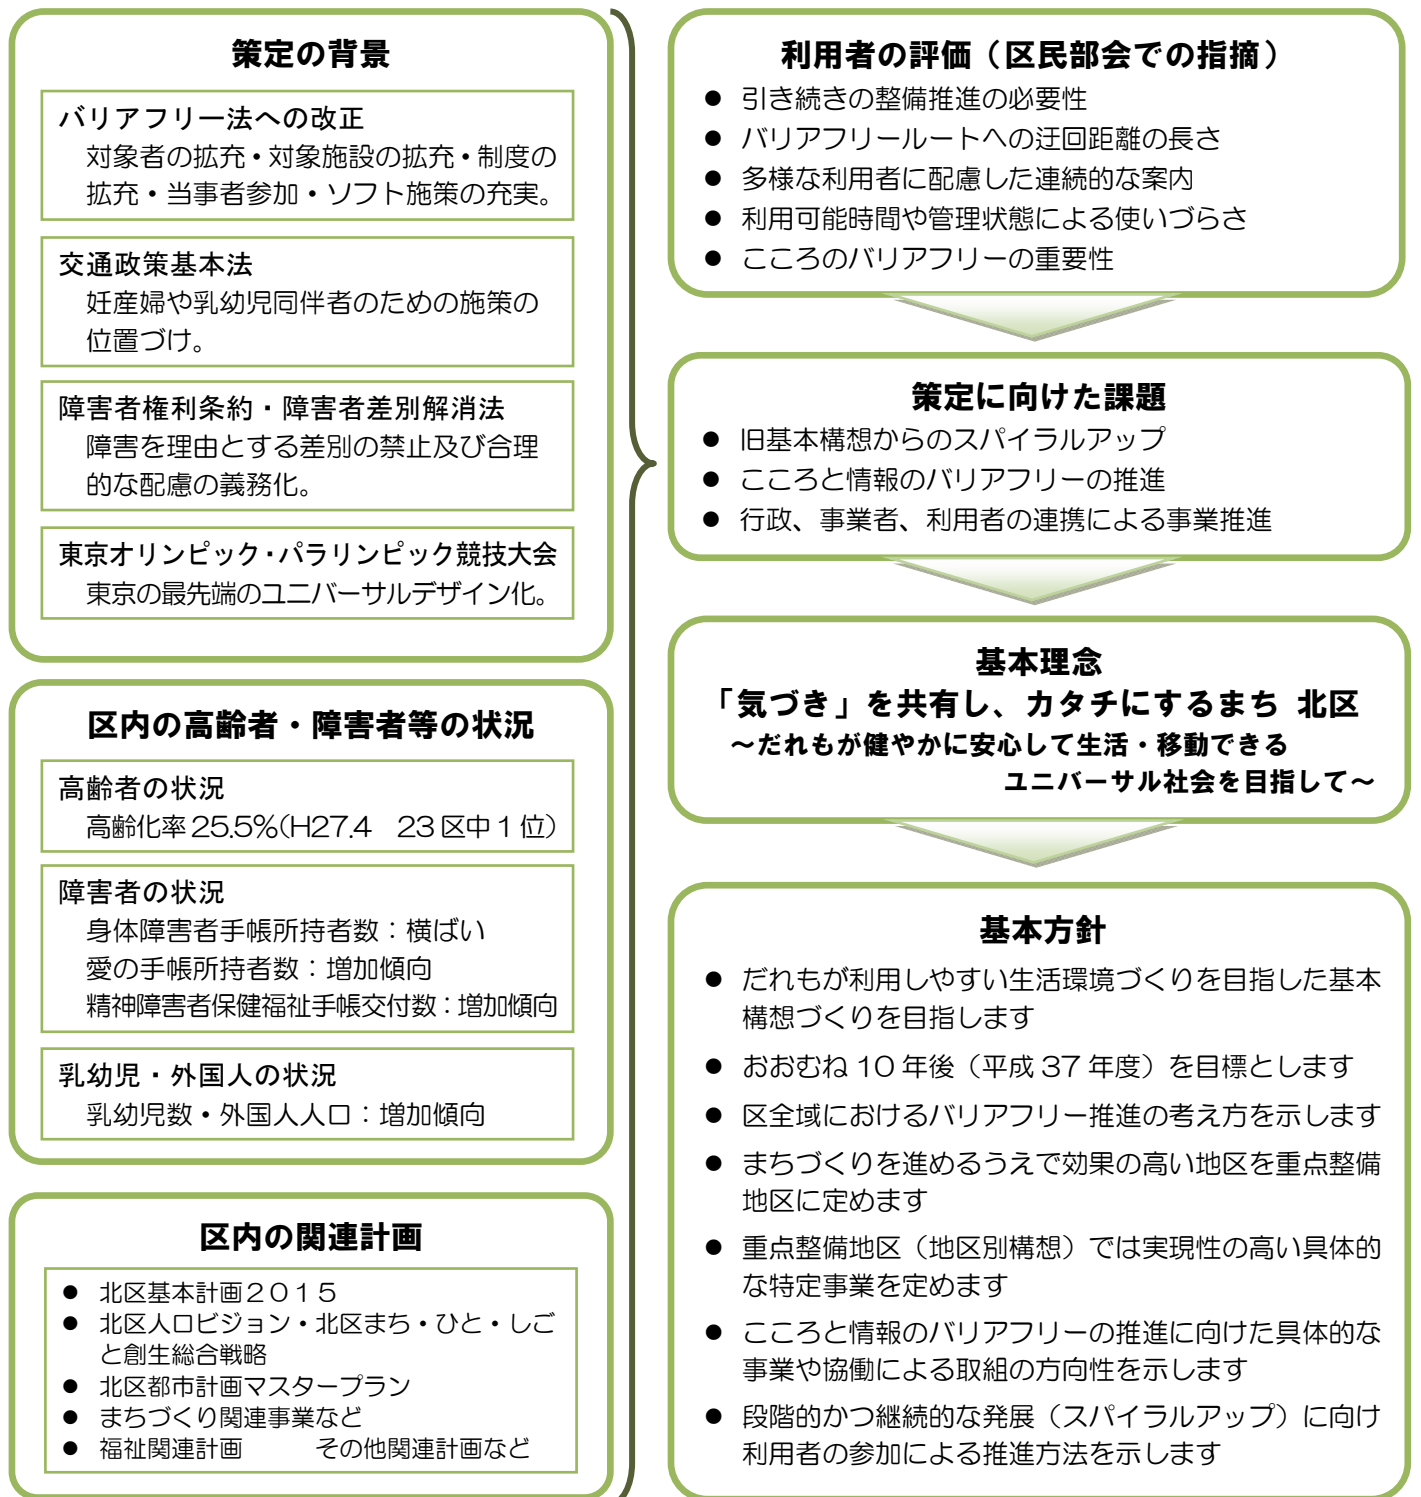 策定の背景
バリアフリー法への改正
対象者の拡充・対象施設の拡充・制度の
拡充・当事者参加・ソフト施策の充実。
交通政策基本法
妊産婦や乳幼児同伴者のための施策の
位置づけ。
障害者権利条約・障害者差別解消法
障害を理由とする差別の禁止及び合理
的な配慮の義務化。
東京オリンピック・パラリンピック競技大会
東京の最先端のユニバーサルデザイン化。
区内の高齢者・障害者等の状況
高齢者の状況
高齢化率 25.5%(H27.4　23 区中 1 位)
障害者の状況
身体障害者手帳所持者数：横ばい
愛の手帳所持者数：増加傾向
精神障害者保健福祉手帳交付数：増加傾向
乳幼児・外国人の状況
乳幼児数・外国人人口：増加傾向
区内の関連計画
● 北区基本計画２０１５
● 北区人口ビジョン・北区まち・ひと・しご
と創生総合戦略
● 北区都市計画マスタープラン
● まちづくり関連事業など
● 福祉関連計画　　　その他関連計画など
利用者の評価（区民部会での指摘）
● 引き続きの整備推進の必要性
● バリアフリールートへの迂回距離の長さ
● 多様な利用者に配慮した連続的な案内
● 利用可能時間や管理状態による使いづらさ
● こころのバリアフリーの重要性
策定に向けた課題
● 旧基本構想からのスパイラルアップ
● こころと情報のバリアフリーの推進
● 行政、事業者、利用者の連携による事業推進
基本理念
「気づき」を共有し、カタチにするまち 北区
～だれもが健やかに安心して生活・移動できる
ユニバーサル社会を目指して～
基本方針
● だれもが利用しやすい生活環境づくりを目指した基本
構想づくりを目指します
● おおむね 10 年後（平成 37 年度）を目標とします
● 区全域におけるバリアフリー推進の考え方を示します
● まちづくりを進めるうえで効果の高い地区を重点整備
地区に定めます
● 重点整備地区（地区別構想）では実現性の高い具体的
な特定事業を定めます
● こころと情報のバリアフリーの推進に向けた具体的な
事業や協働による取組の方向性を示します
● 段階的かつ継続的な発展（スパイラルアップ）に向け
利用者の参加による推進方法を示します